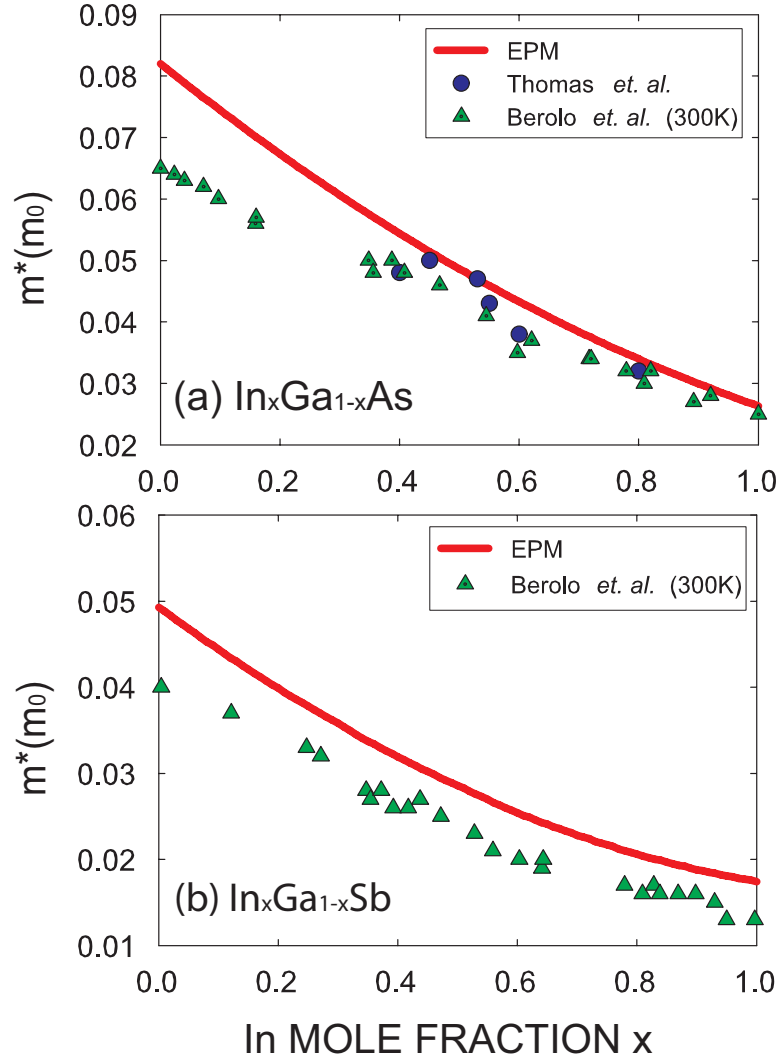 0.09
0.08
0.07
0.06
0.05
0.04
0.03
0.02
m*(m0)
EPM
Thomas et. al.
Berolo et. al. (300K)
(a) InxGa1-xAs
0.0 0.2 0.4 0.6 0.8 1.0
0.06
0.05
0.04
0.03
0.02
0.01
m*(m0)
EPM
Berolo et. al. (300K)
(b) InxGa1-xSb
0.0 0.2 0.4 0.6 0.8 1.0
In MOLE FRACTION x